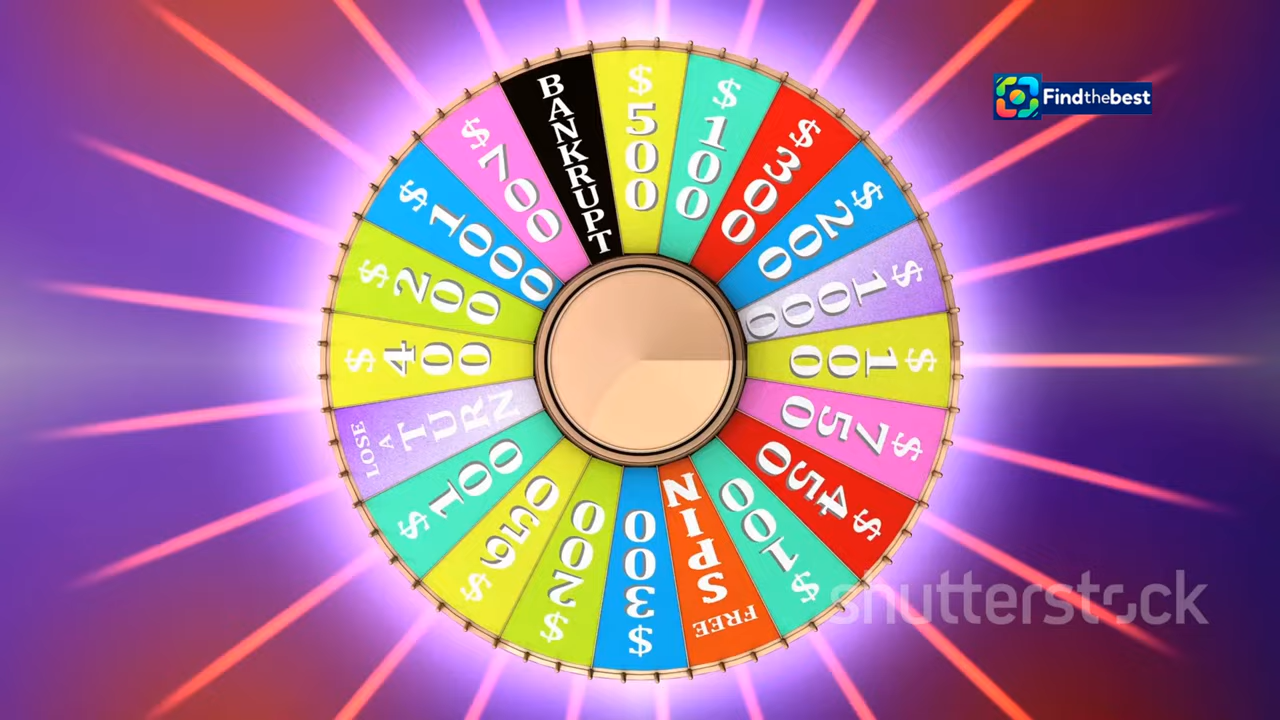 BANKRUPT
$500
$100
$300
$200
$1000
$100
$750
$450
$100
FREE
SPIN
$300
$200
$650
$100
LOSE
A
TURN
$400
$200
$1000
$700
Findthebest
shutterstock